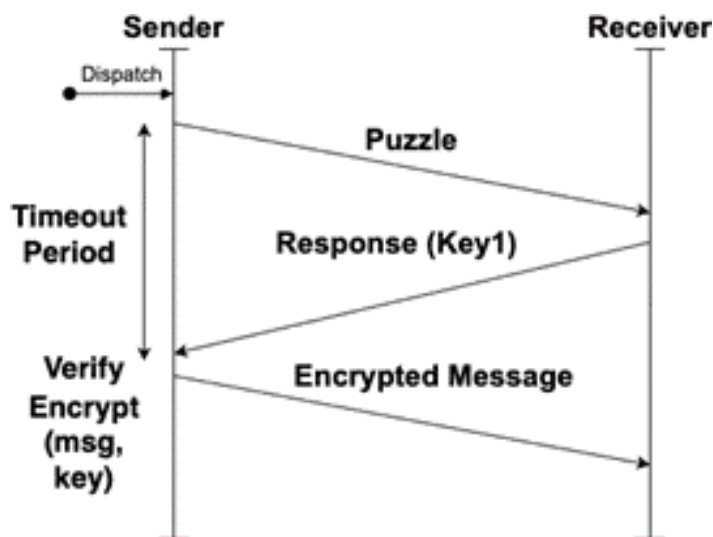 Sender
Receiver
Dispatch
Puzzle
Timeout
Period
Response (Key1)
Verify
Encrypt
(msg,
key)
Encrypted Message